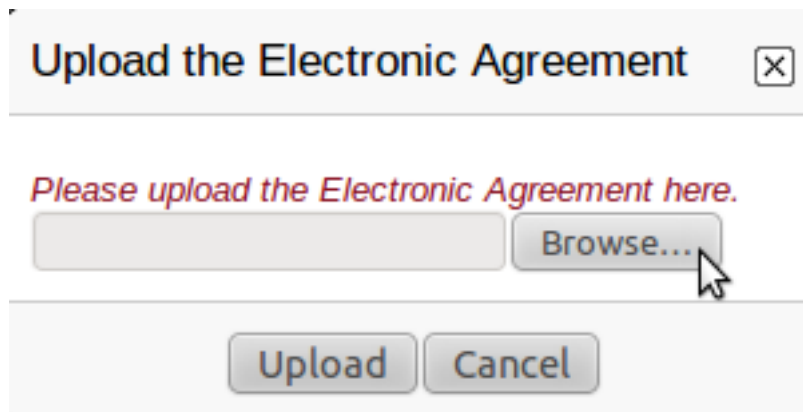 Upload the Electronic Agreement
Please upload the Electronic Agreement here.
Browse...
Upload Cancel